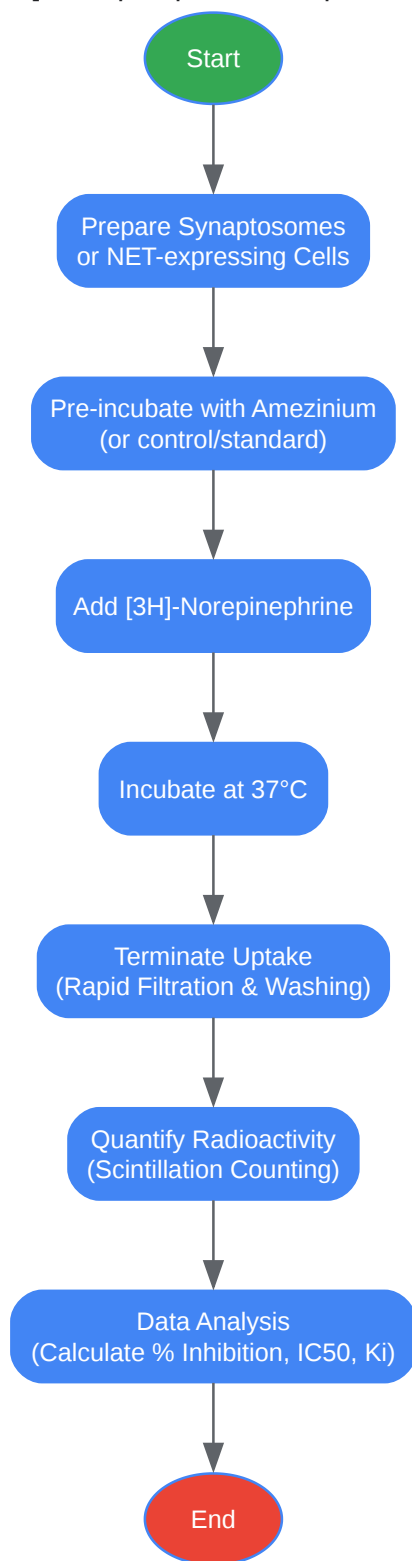 Start
Prepare Synaptosomes
or NET-expressing Cells
Pre-incubate with Amezinium
(or control/standard)
Add [3H]-Norepinephrine
Incubate at 37°C
Terminate Uptake
(Rapid Filtration & Washing)
Quantify Radioactivity
(Scintillation Counting)
Data Analysis
(Calculate % Inhibition, IC50, Ki)
End